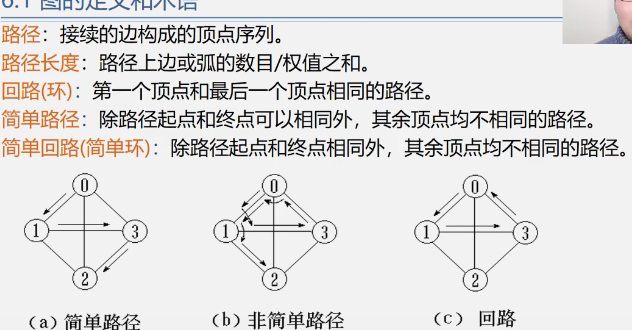 6.1 图的定义和术语
路径：接续的边构成的顶点序列。
路径长度：路径上边或弧的数目/权值之和。
回路(环)：第一个顶点和最后一个顶点相同的路径。
简单路径：除路径起点和终点可以相同外，其余顶点均不相同的路径。
简单回路(简单环)：除路径起点和终点相同外，其余顶点均不相同的路径。
0 0 0
1 3 1 3 1 3
2 2 2
(a) 简单路径 (b) 非简单路径 (c) 回路